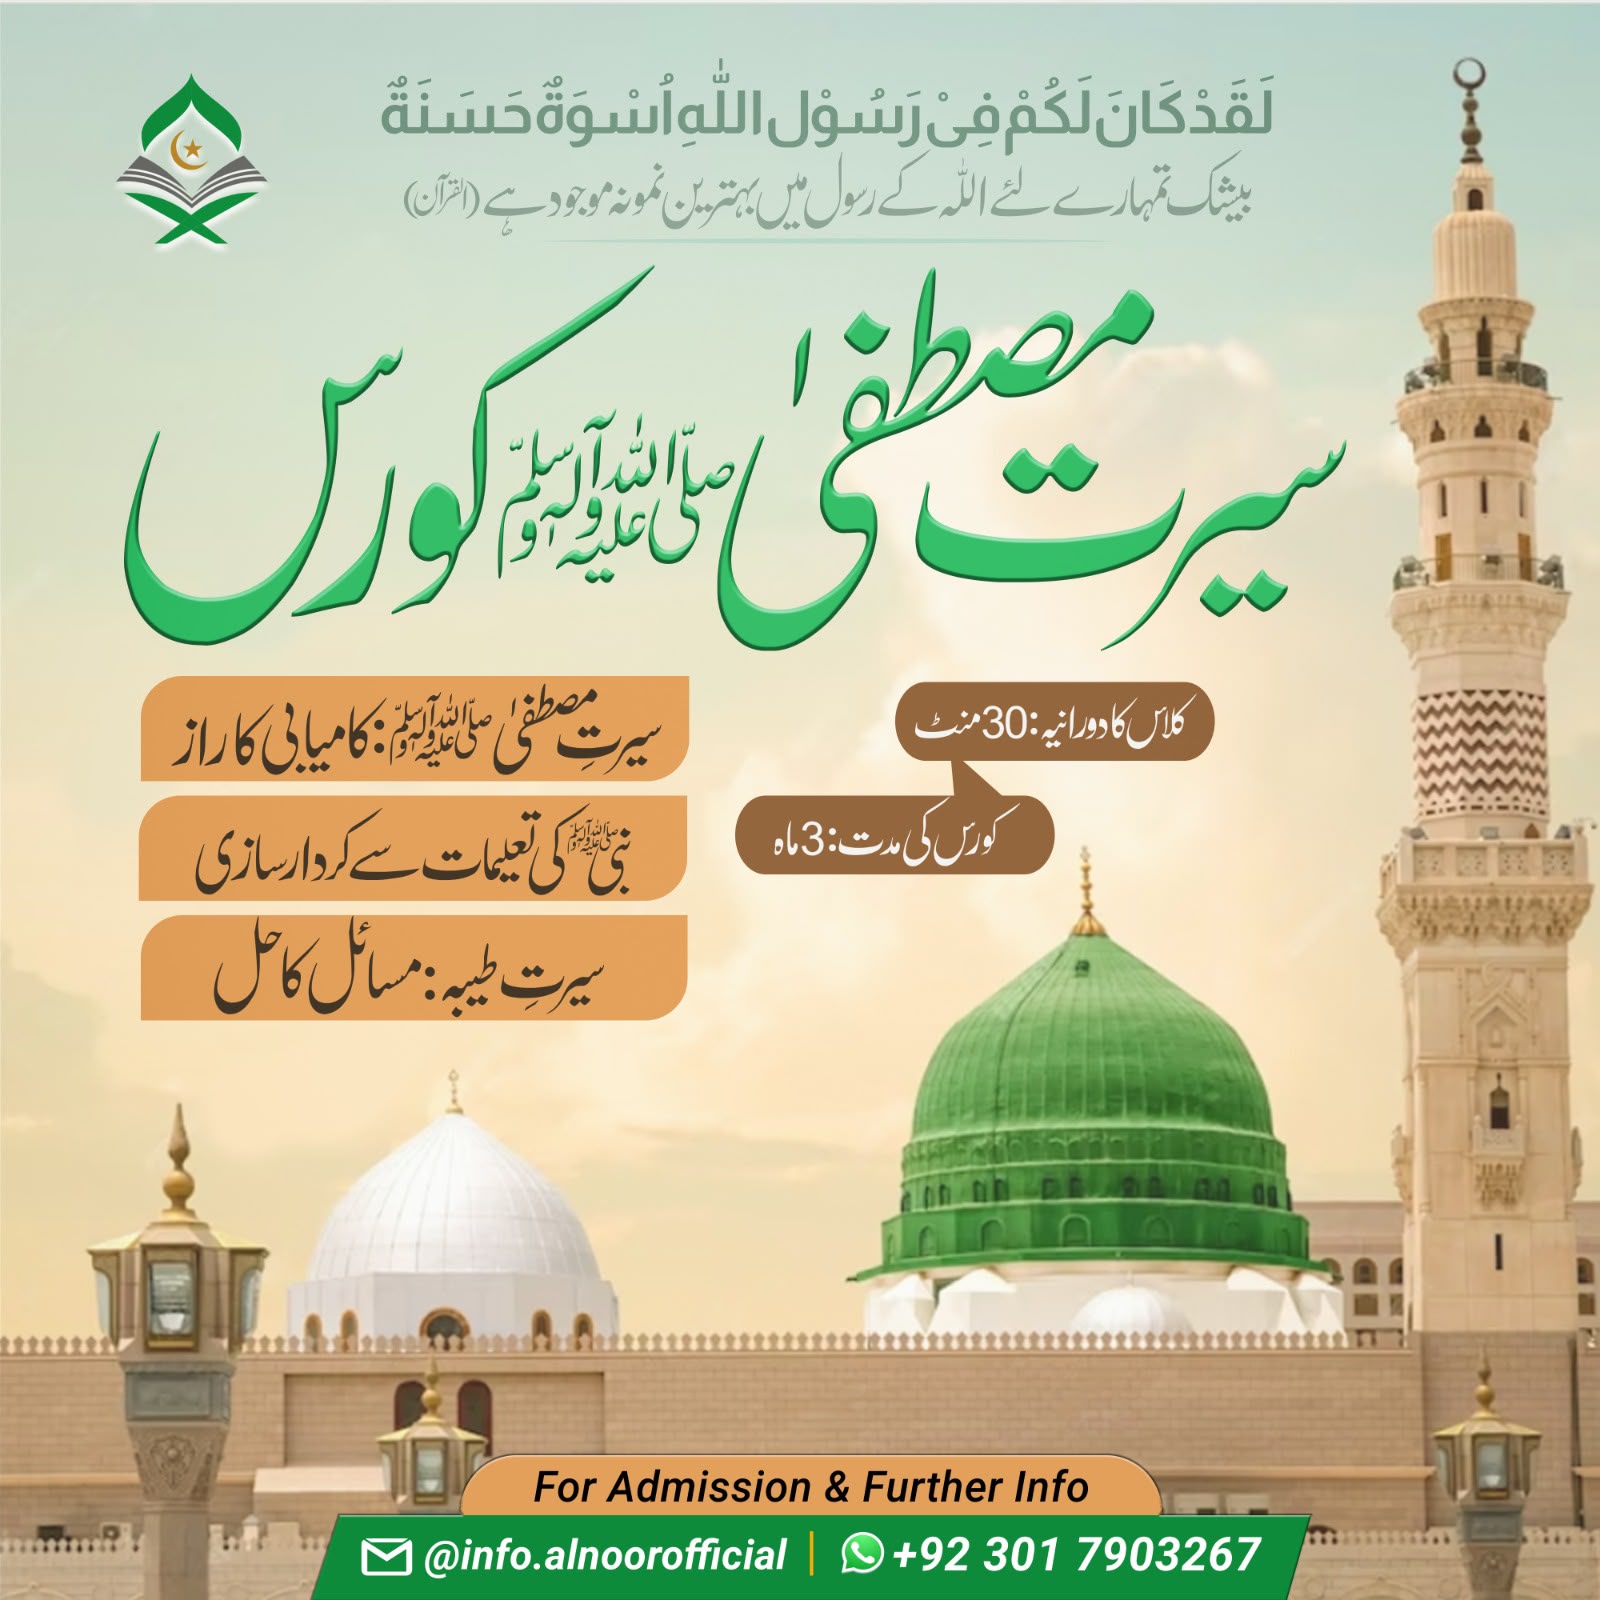 لَقَدْ كَانَ لَكُمْ فِیْ رَسُوْلِ اللّٰهِ اُسْوَةٌ حَسَنَةٌ
بیشک تمہارے لئے اللہ کے رسول میں بہترین نمونہ موجود ہے (القرآن)
سیرت مصطفیٰ صلی اللہ علیہ وآلہ وسلم کورس
سیرتِ مصطفیٰ صلی اللہ علیہ وآلہ وسلم: کامیابی کا راز
نبی صلی اللہ علیہ وآلہ وسلم کی تعلیمات سے کردار سازی
سیرتِ طیبہ: مسائل کا حل
کلاس کا دورانیہ: 30 منٹ
کورس کی مدت: 3 ماہ
For Admission & Further Info
@info.alnoorofficial | +92 301 7903267